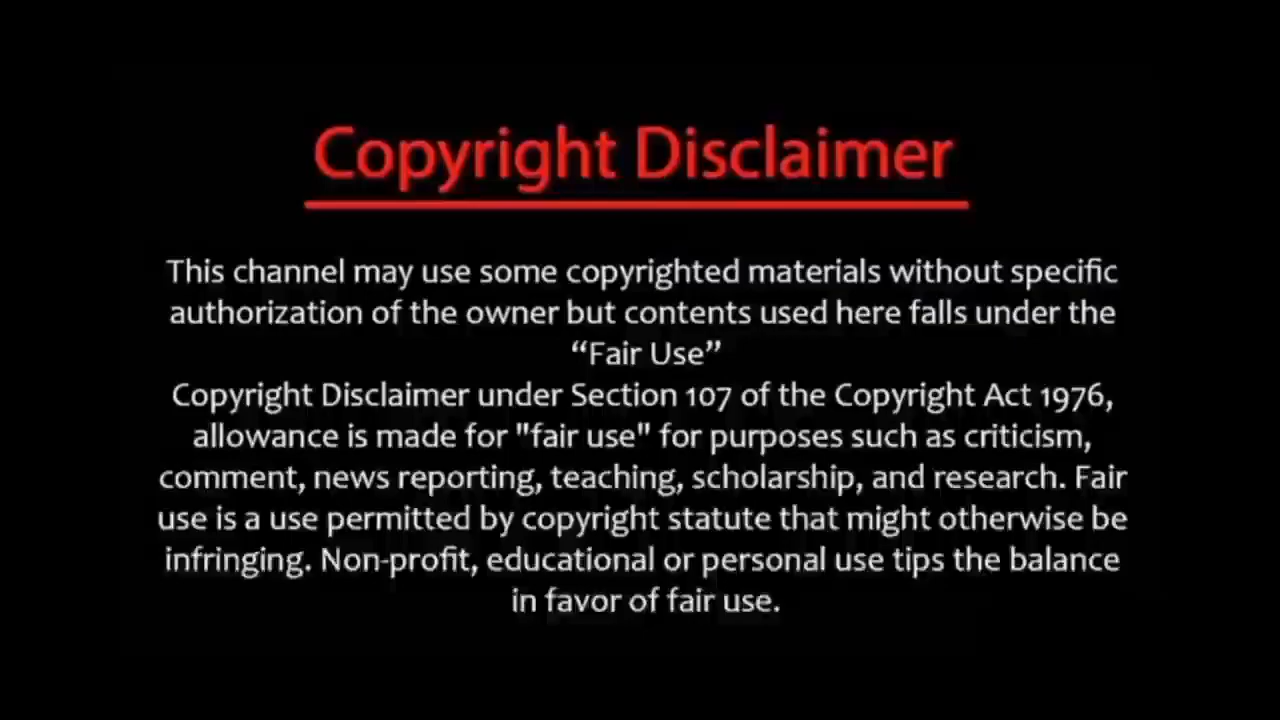 Copyright Disclaimer
This channel may use some copyrighted materials without specific
authorization of the owner but contents used here falls under the
“Fair Use”
Copyright Disclaimer under Section 107 of the Copyright Act 1976,
allowance is made for "fair use" for purposes such as criticism,
comment, news reporting, teaching, scholarship, and research. Fair
use is a use permitted by copyright statute that might otherwise be
infringing. Non-profit, educational or personal use tips the balance
in favor of fair use.